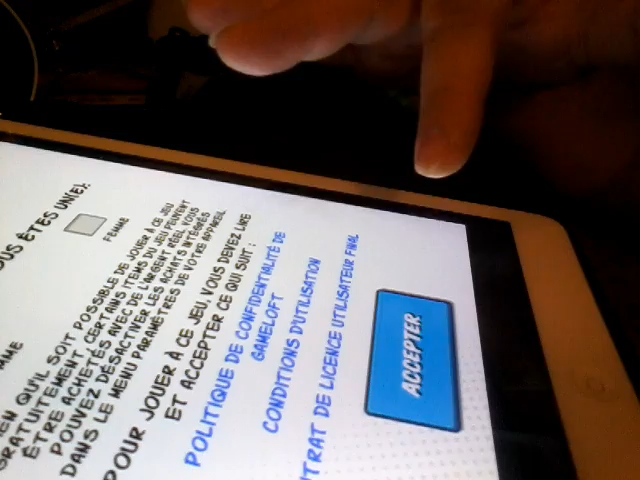 OUS ÊTES UN(E):
FEMME
AME
EN QU'IL SOIT POSSIBLE DE JOUER À CE JEU
GRATUITEMENT, CERTAINS ITEMS DU JEU PEUVENT
ÊTRE ACHETÉS AVEC DE L'ARGENT RÉEL. VOUS
POUVEZ DÉSACTIVER LES ACHATS INTÉGRÉS
DANS LE MENU PARAMÈTRES DE VOTRE APPAREIL
POUR JOUER À CE JEU, VOUS DEVEZ LIRE
ET ACCEPTER CE QUI SUIT :
POLITIQUE DE CONFIDENTIALITÉ DE
GAMELOFT
CONDITIONS D'UTILISATION
TRAT DE LICENCE UTILISATEUR FINAL
ACCEPTER